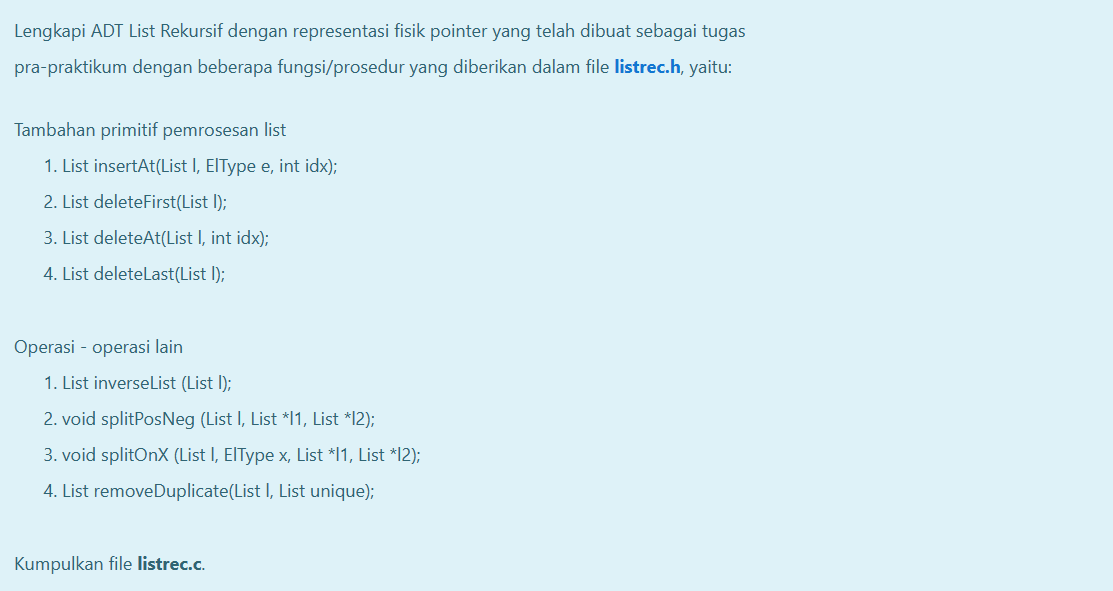 Lengkapi ADT List Rekursif dengan representasi fisik pointer yang telah dibuat sebagai tugas
pra-praktikum dengan beberapa fungsi/prosedur yang diberikan dalam file listrec.h, yaitu:
Tambahan primitif pemrosesan list
1. List insertAt(List l, ElType e, int idx);
2. List deleteFirst(List l);
3. List deleteAt(List l, int idx);
4. List deleteLast(List l);
Operasi - operasi lain
1. List inverseList (List l);
2. void splitPosNeg (List l, List *l1, List *l2);
3. void splitOnX (List l, ElType x, List *l1, List *l2);
4. List removeDuplicate(List l, List unique);
Kumpulkan file listrec.c.